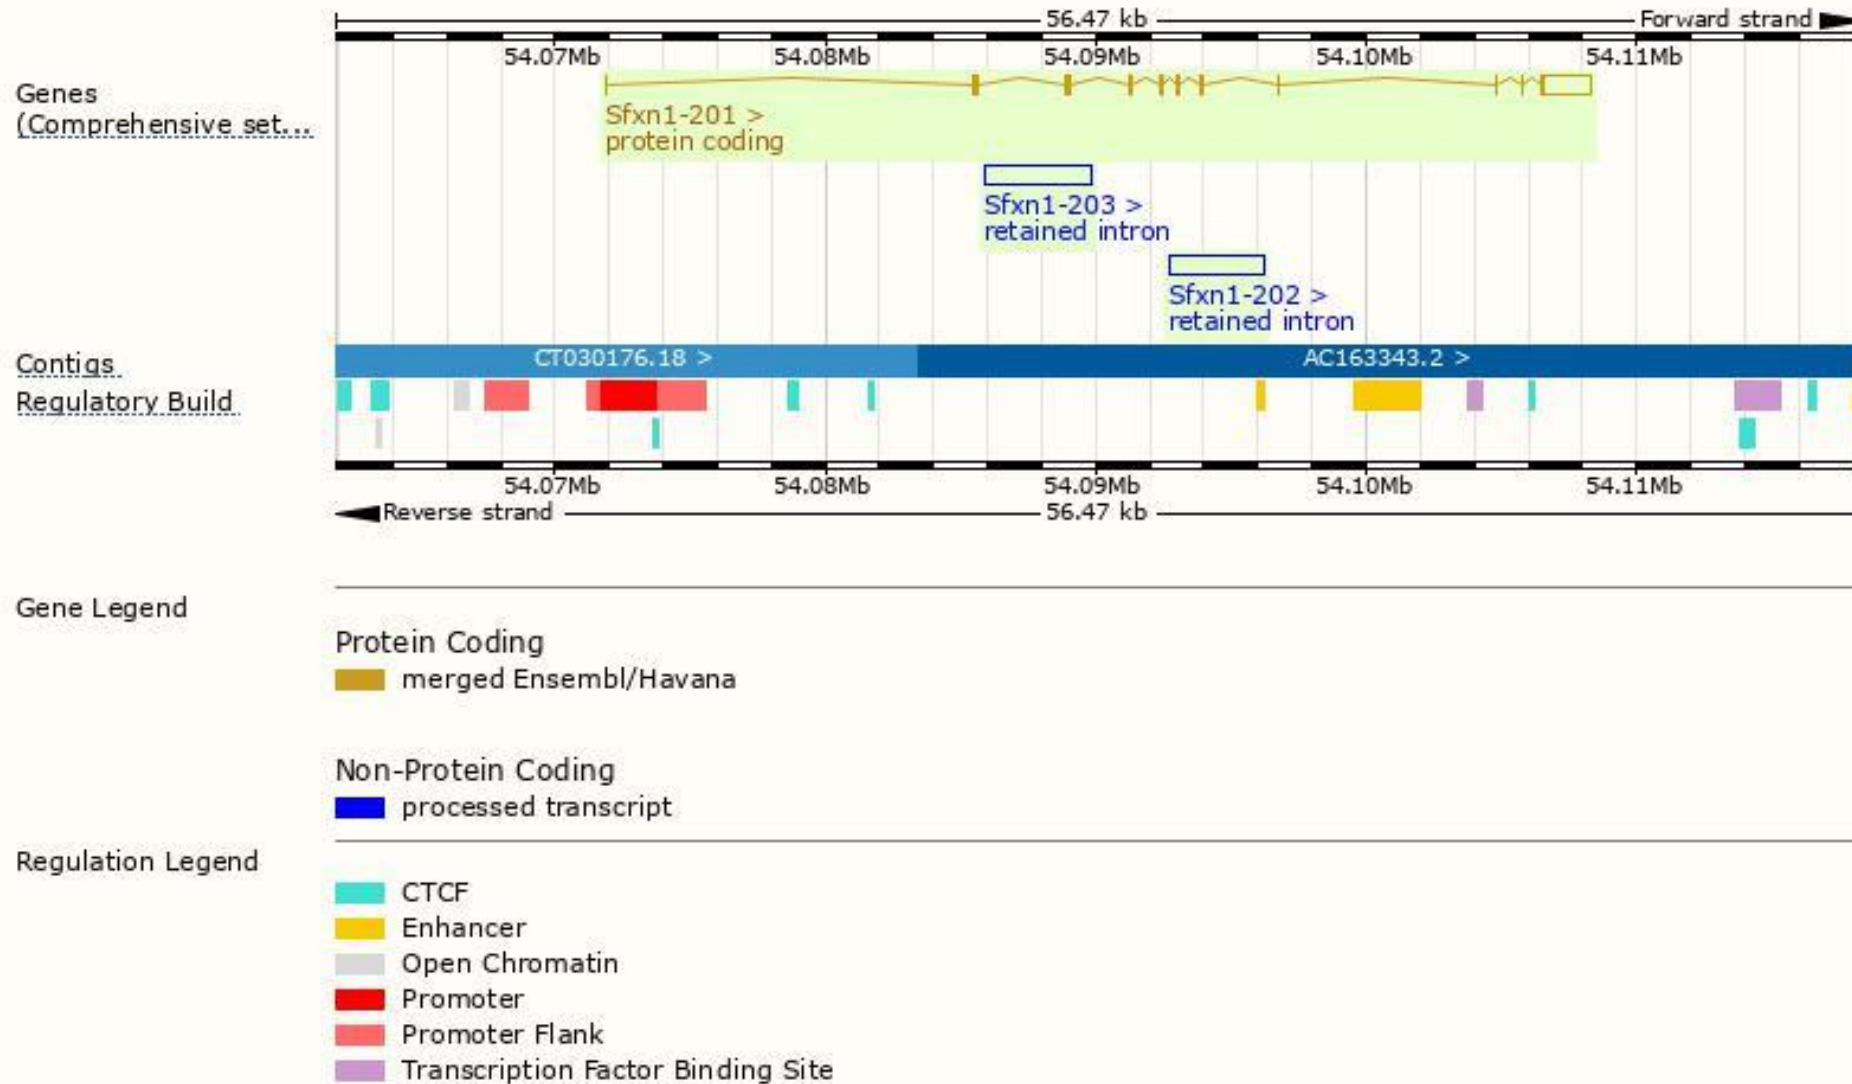 56.47 kb
Forward strand
54.07Mb 54.08Mb 54.09Mb 54.10Mb 54.11Mb
Genes
(Comprehensive set...
Sfxn1-201 >
protein coding
Sfxn1-203 >
retained intron
Sfxn1-202 >
retained intron
Contigs
CT030176.18 > AC163343.2 >
Regulatory Build
54.07Mb 54.08Mb 54.09Mb 54.10Mb 54.11Mb
Reverse strand 56.47 kb
Gene Legend
Protein Coding
merged Ensembl/Havana
Non-Protein Coding
processed transcript
Regulation Legend
CTCF
Enhancer
Open Chromatin
Promoter
Promoter Flank
Transcription Factor Binding Site